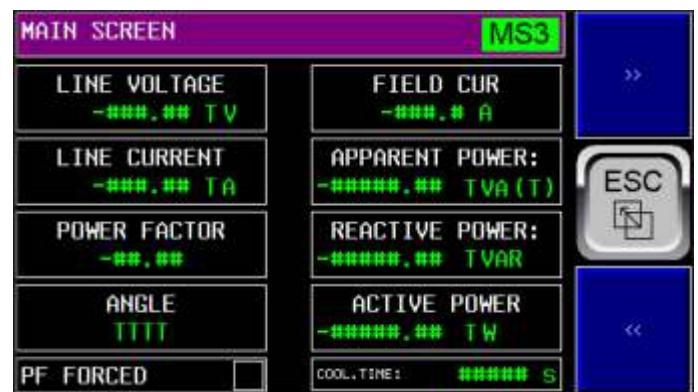 MAIN SCREEN
MS3
LINE VOLTAGE
-###.## TV
LINE CURRENT
-###.## TA
POWER FACTOR
-##.##
ANGLE
TTTT
PF FORCED
FIELD CUR
-###.# A
APPARENT POWER:
-#####.## TVA(T)
REACTIVE POWER:
-#####.## TVAR
ACTIVE POWER
-#####.## TW
COOL.TIME: ##### s
>>
ESC
<<